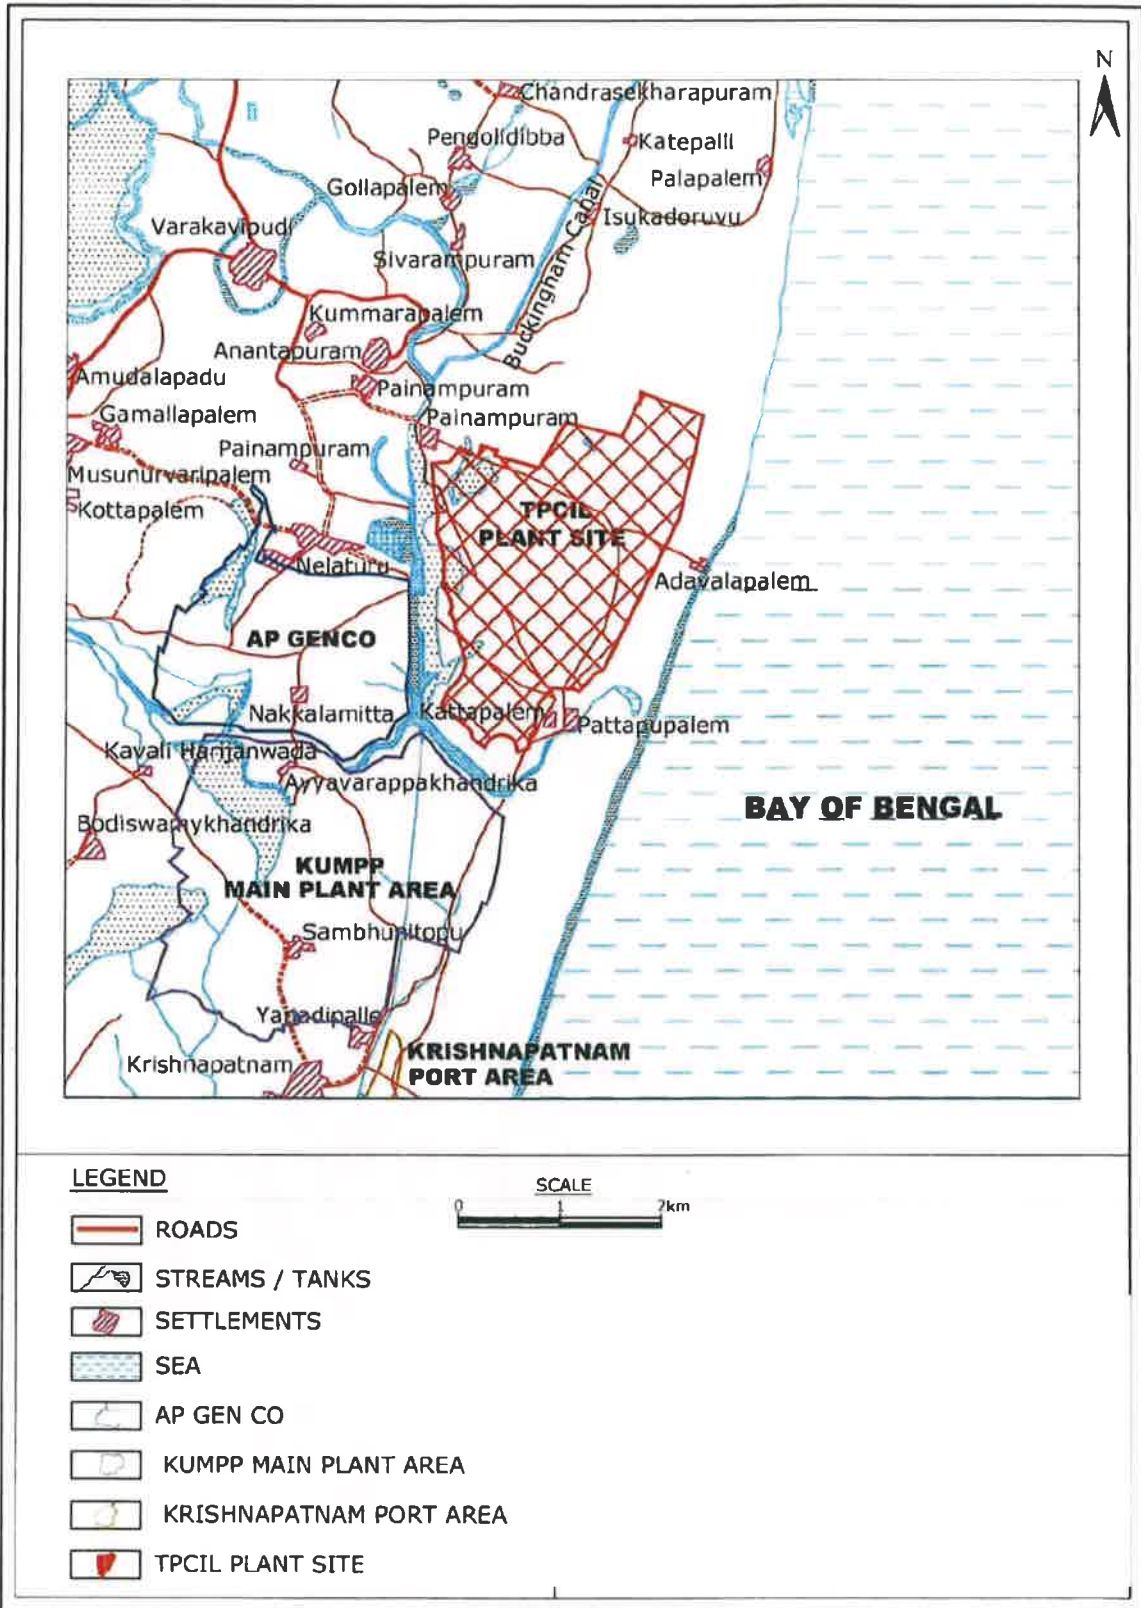 N
Chandrasekharapuram
Pengolidibba
Katepalli
Gollapalem
Palapalem
Varakavipudi
Isukadoruvu
Sivarampuram
Buckingham Canal
Kummarapalem
Anantapuram
Amudalapadu
Painampuram
Gamallapalem
Painampuram
Painampuram
Musunurvaripalem
Kottapalem
TPCIL
PLANT SITE
Nelaturu
Adavalapalem
AP GENCO
Nakkalamitta
Kattapalem
Pattapupalem
Kavali Harijanwada
Ayyavarappakhandrika
BAY OF BENGAL
Bodiswamykhandrika
KUMPP
MAIN PLANT AREA
Sambhunitopu
Yanadipalle
Krishnapatnam
KRISHNAPATNAM
PORT AREA
LEGEND
SCALE
0 1 2km
ROADS
STREAMS / TANKS
SETTLEMENTS
SEA
AP GEN CO
KUMPP MAIN PLANT AREA
KRISHNAPATNAM PORT AREA
TPCIL PLANT SITE